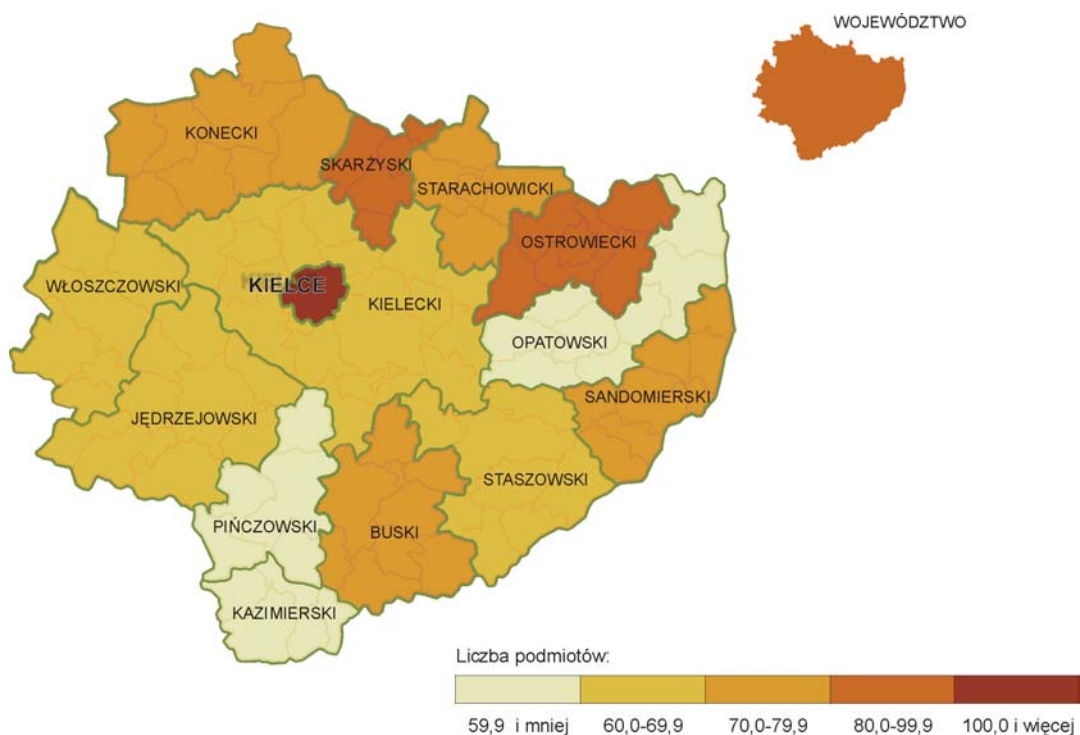 WOJEWÓDZTWO
KONECKI
SKARŻYSKI
STARACHOWICKI
OSTROWIECKI
WŁOSZCZOWSKI
KIELCE
KIELECKI
OPATOWSKI
SANDOMIERSKI
JĘDRZEJOWSKI
STASZOWSKI
PIŃCZOWSKI
BUSKI
KAZIMIERSKI
Liczba podmiotów:
59,9 i mniej 60,0-69,9 70,0-79,9 80,0-99,9 100,0 i więcej